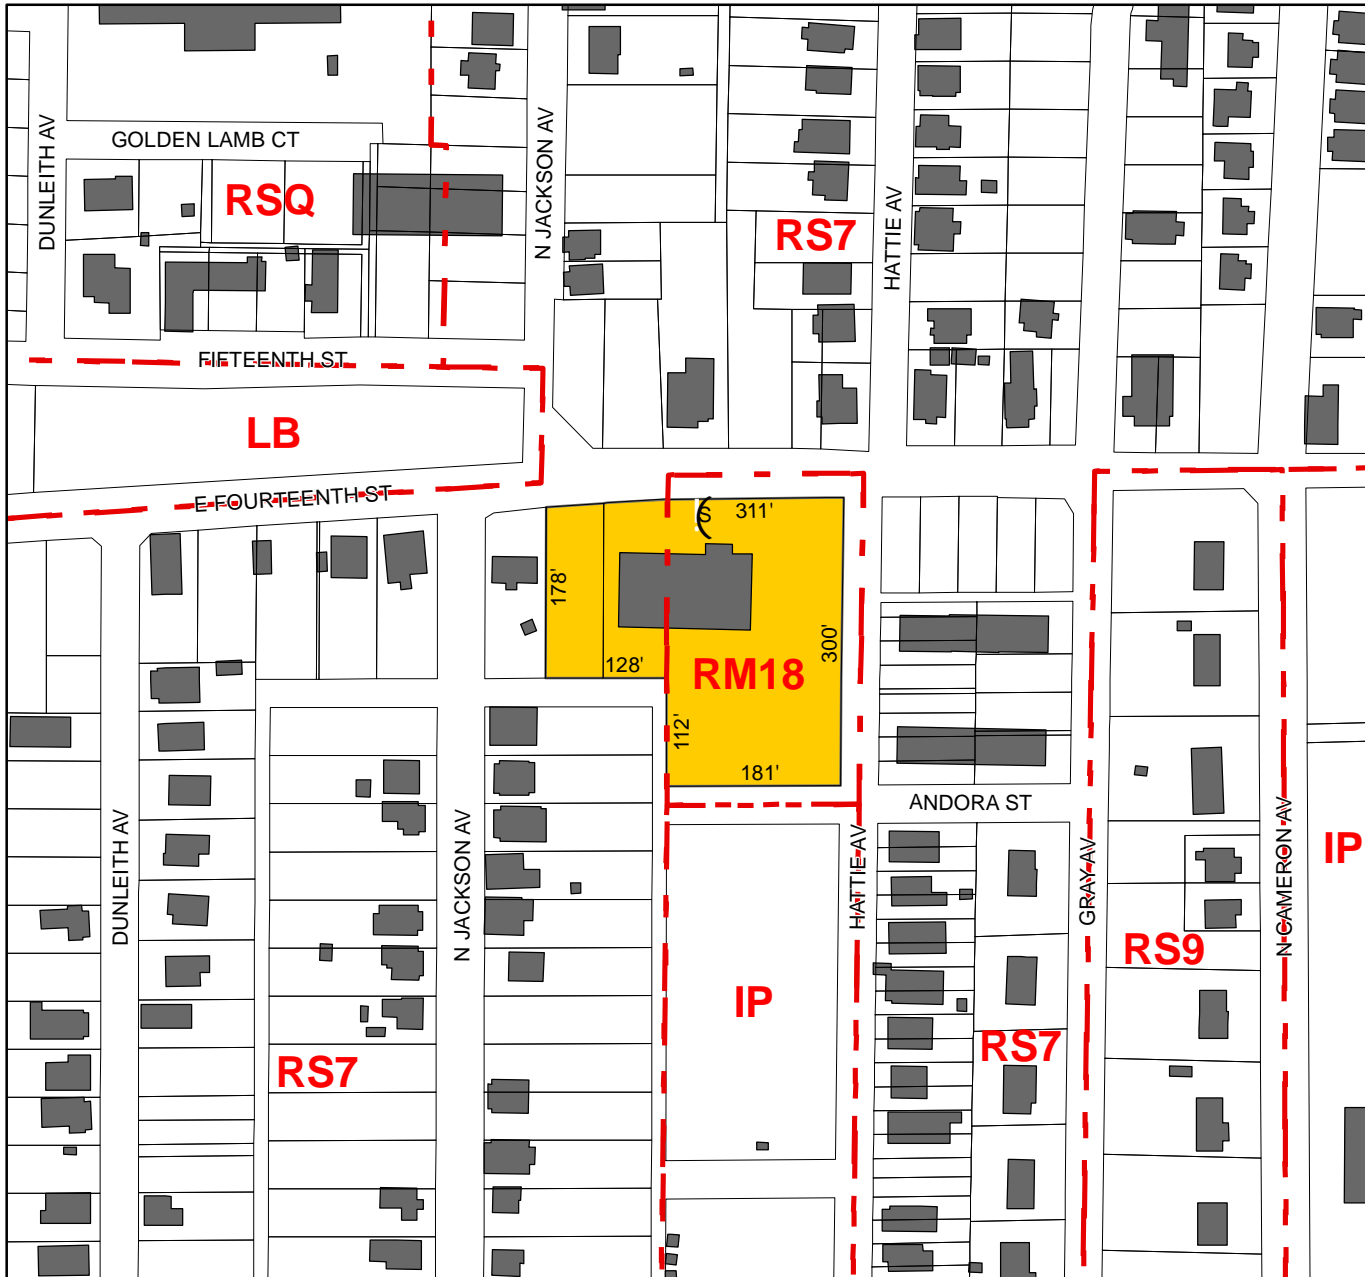 GOLDEN LAMB CT
DUNLEITH AV
RSQ
N JACKSON AV
RS7
HATTIE AV
FIFTEENTH ST
LB
E FOURTEENTH ST
S
311'
178'
128'
300'
RM18
112'
181'
ANDORA ST
DUNLEITH AV
N JACKSON AV
HATTIE AV
GRAY AV
N CAMERON AV
IP
RS9
IP
RS7
RS7